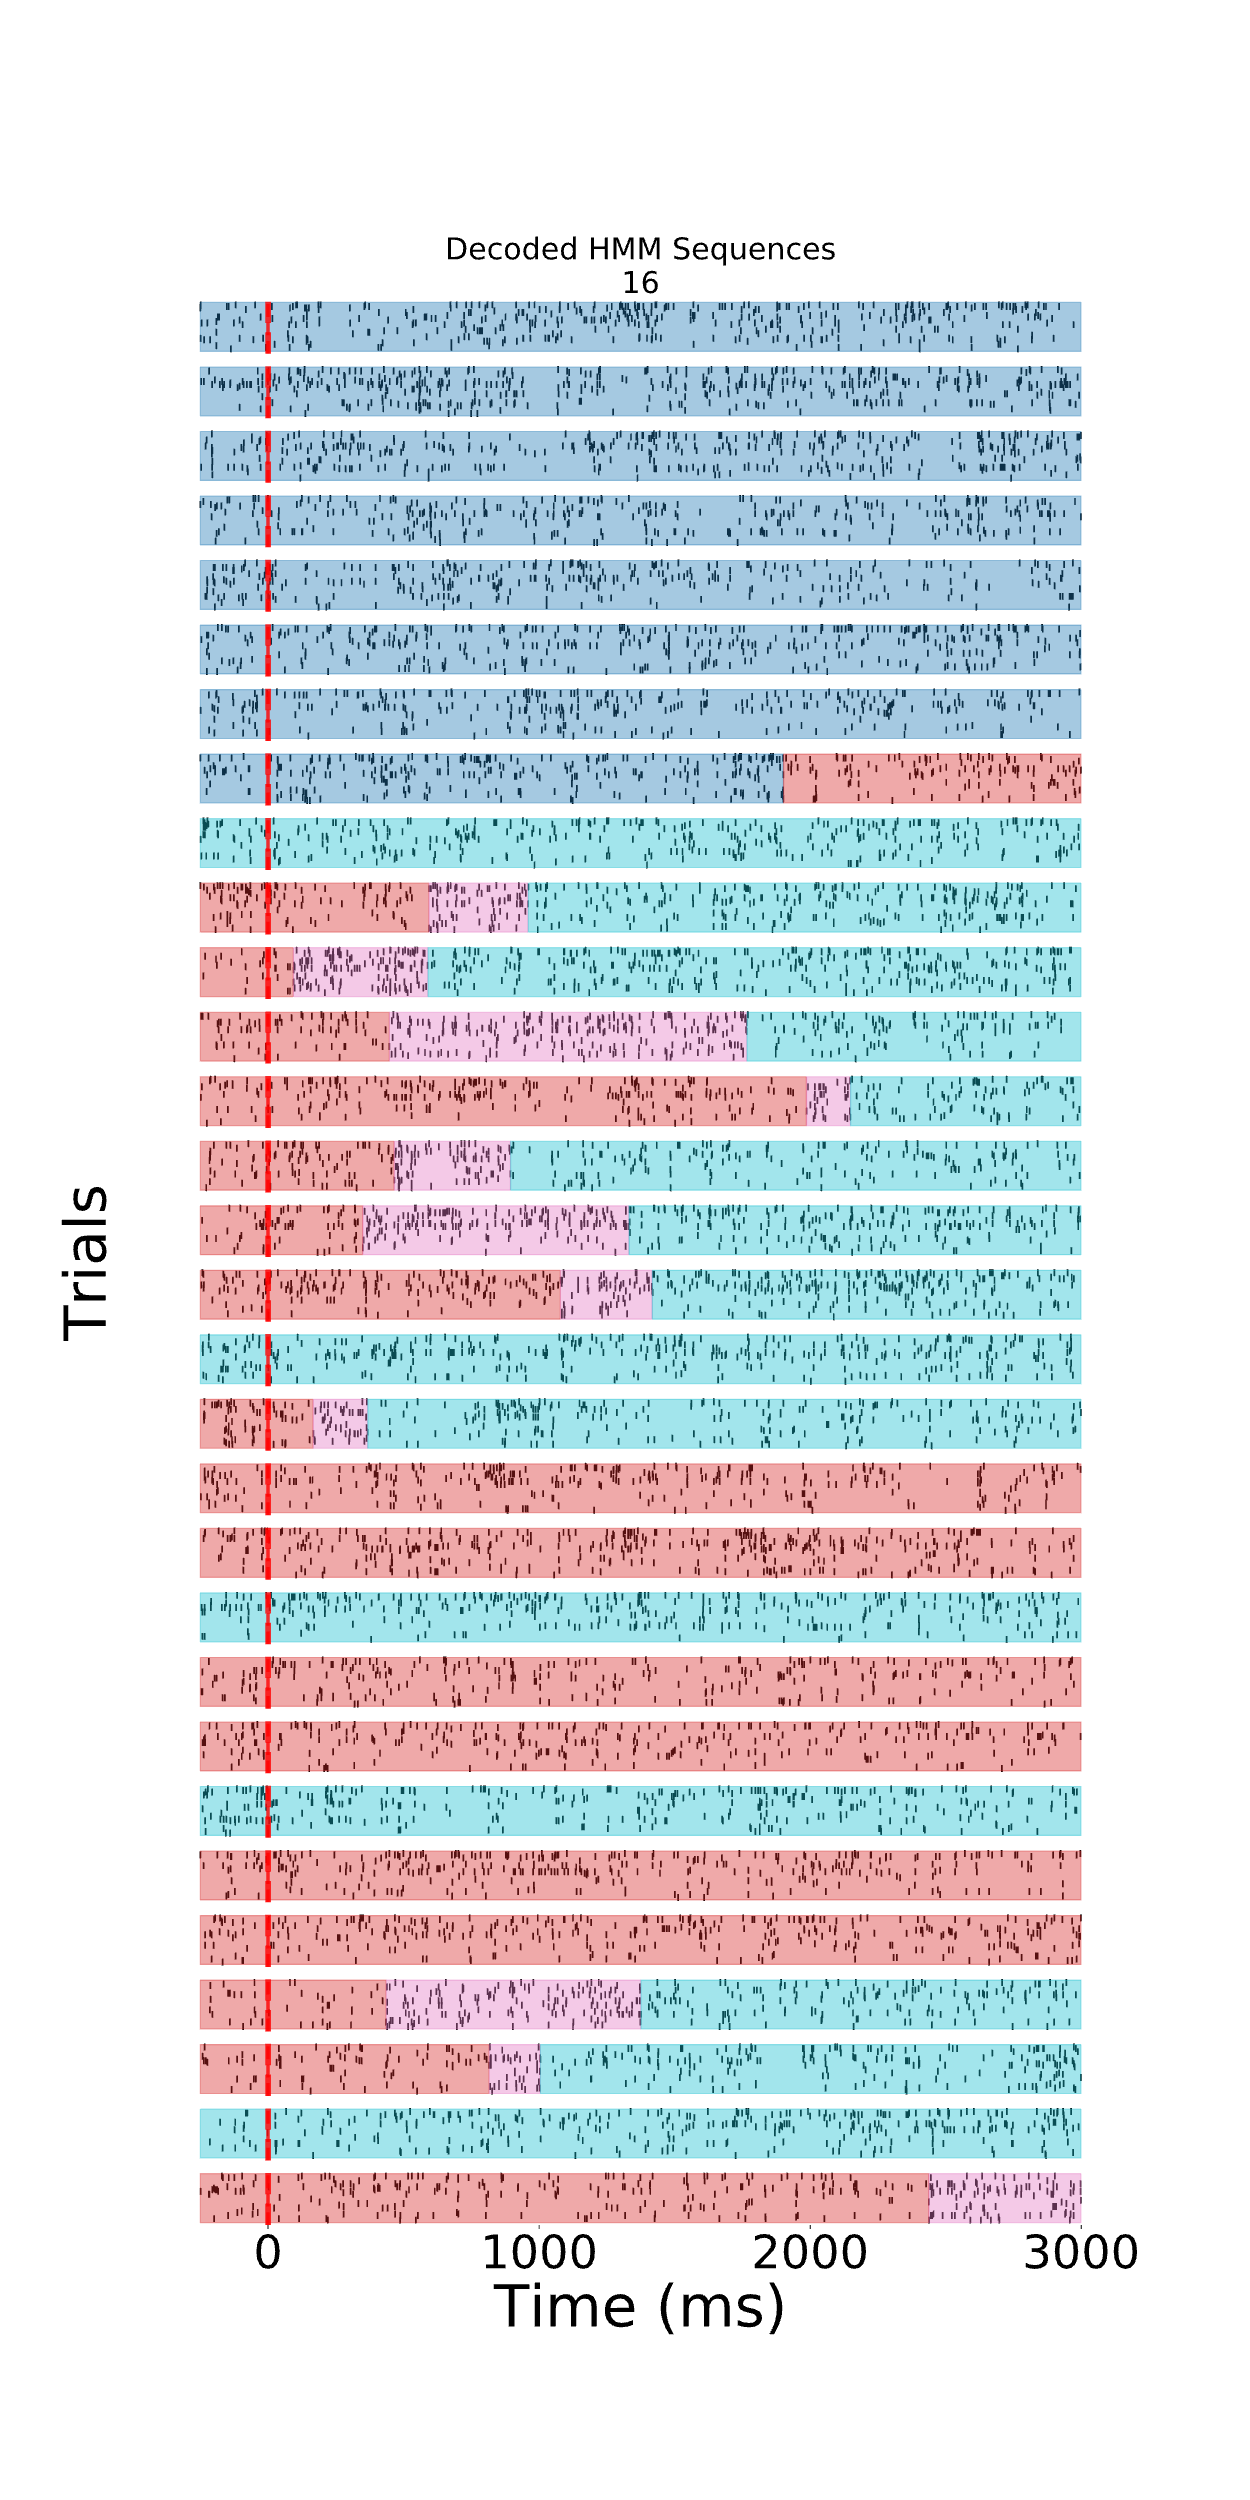 Decoded HMM Sequences
16
Trials
0 1000 2000 3000
Time (ms)